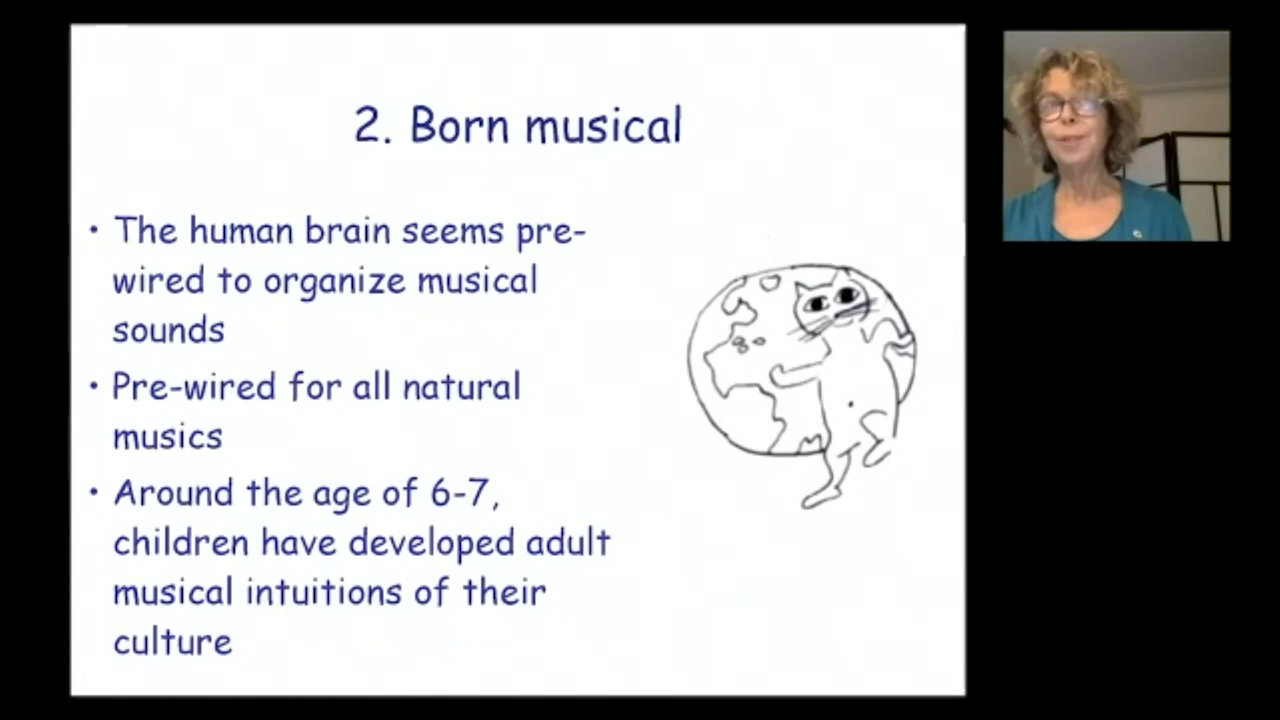 2. Born musical
• The human brain seems pre-
wired to organize musical
sounds
• Pre-wired for all natural
musics
• Around the age of 6-7,
children have developed adult
musical intuitions of their
culture